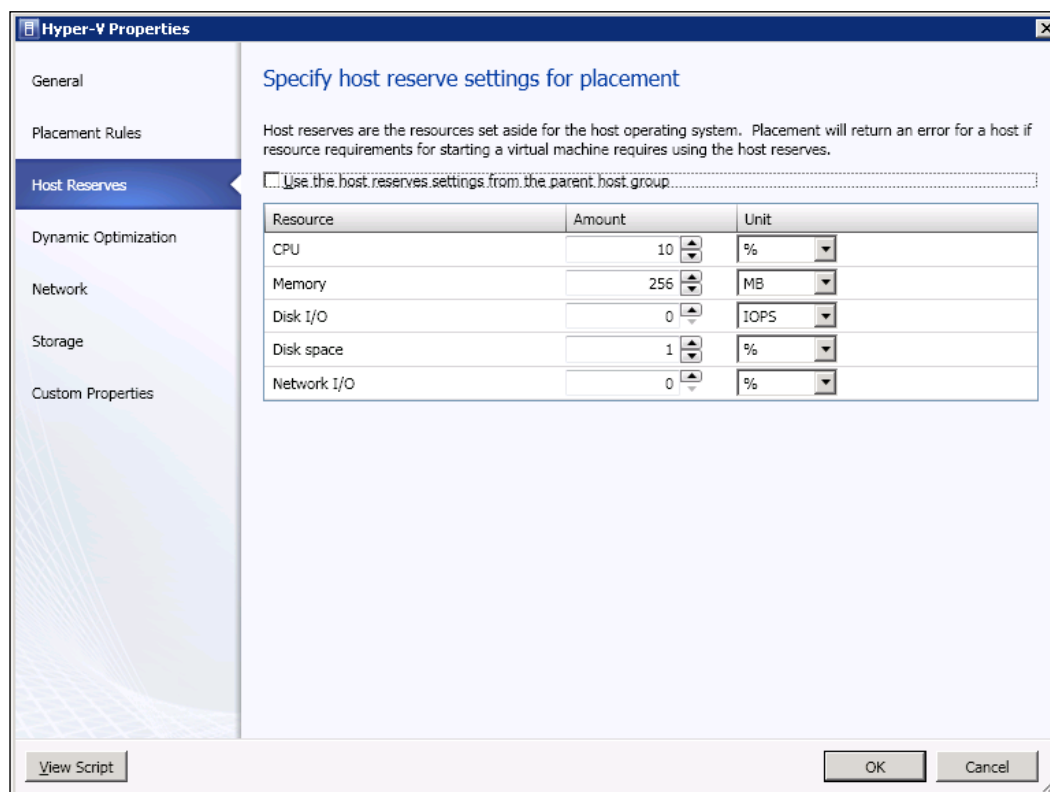 Hyper-V Properties
General
Placement Rules
Host Reserves
Dynamic Optimization
Network
Storage
Custom Properties
Specify host reserve settings for placement
Host reserves are the resources set aside for the host operating system. Placement will return an error for a host if
resource requirements for starting a virtual machine requires using the host reserves.
Use the host reserves settings from the parent host group
Resource Amount Unit
CPU 10 %
Memory 256 MB
Disk I/O 0 IOPS
Disk space 1 %
Network I/O 0 %
View Script OK Cancel